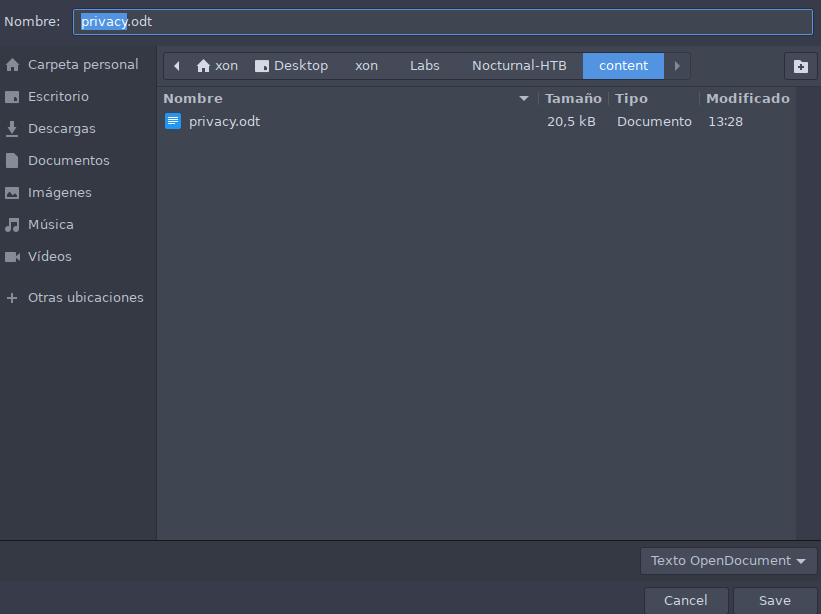 Nombre: privacy.odt
Carpeta personal
Escritorio
Descargas
Documentos
Imágenes
Música
Vídeos
Otras ubicaciones
xon Desktop xon Labs Nocturnal-HTB content
Nombre Tamaño Tipo Modificado
privacy.odt 20,5 kB Documento 13:28
Texto OpenDocument
Cancel Save